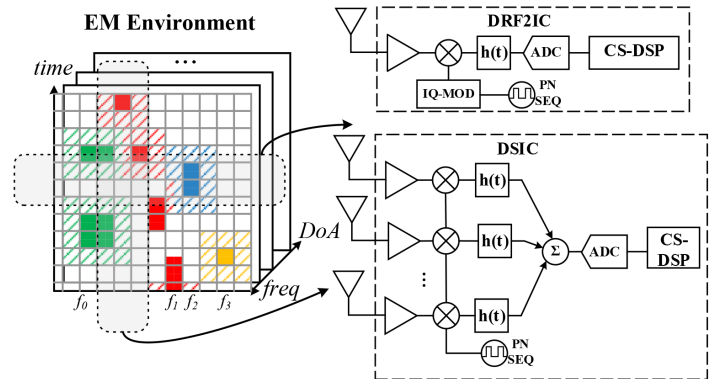 EM Environment
time
...
DoA
freq
f0
f1 f2
f3
DRF2IC
h(t)
ADC
CS-DSP
IQ-MOD
PN
SEQ
DSIC
h(t)
h(t)
Σ
ADC
CS-
DSP
...
h(t)
PN
SEQ